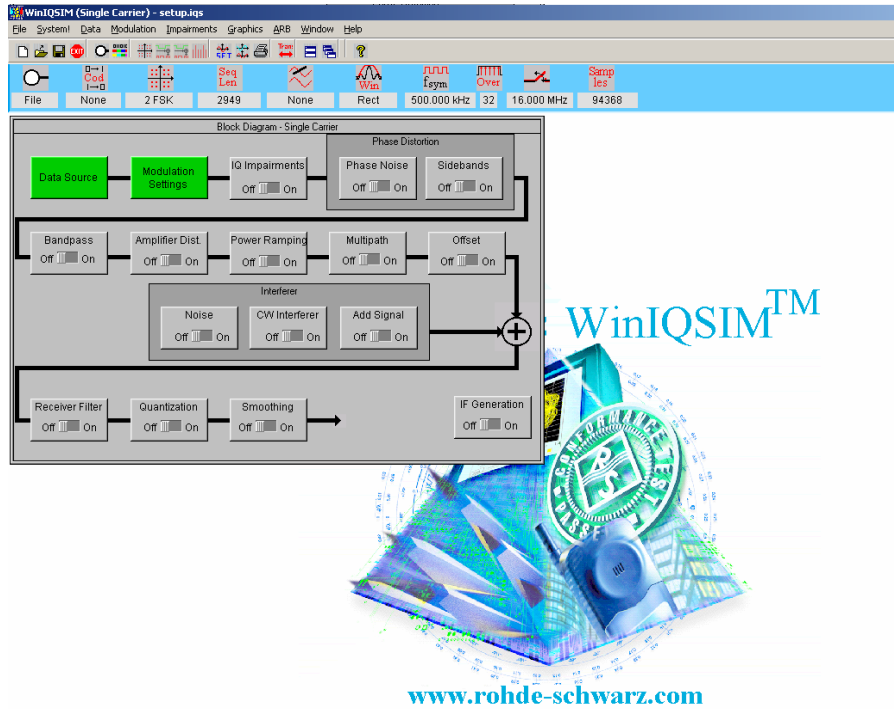 WinIQSIM (Single Carrier) - setup.iqs
File System! Data Modulation Impairments Graphics ARB Window Help
Cod Seq Len Win fsym Over Samp les
File None 2 FSK 2949 None Rect 500.000 kHz 32 16.000 MHz 94368
Block Diagram - Single Carrier
Phase Distortion
Data Source
Modulation Settings
IQ Impairments
Off On
Phase Noise
Off On
Sidebands
Off On
Bandpass
Off On
Amplifier Dist.
Off On
Power Ramping
Off On
Multipath
Off On
Offset
Off On
Interferer
Noise
Off On
CW Interferer
Off On
Add Signal
Off On
Receiver Filter
Off On
Quantization
Off On
Smoothing
Off On
IF Generation
Off On
WinIQSIM™
CONFORMANCE TEST
R S
PASSED
www.rohde-schwarz.com